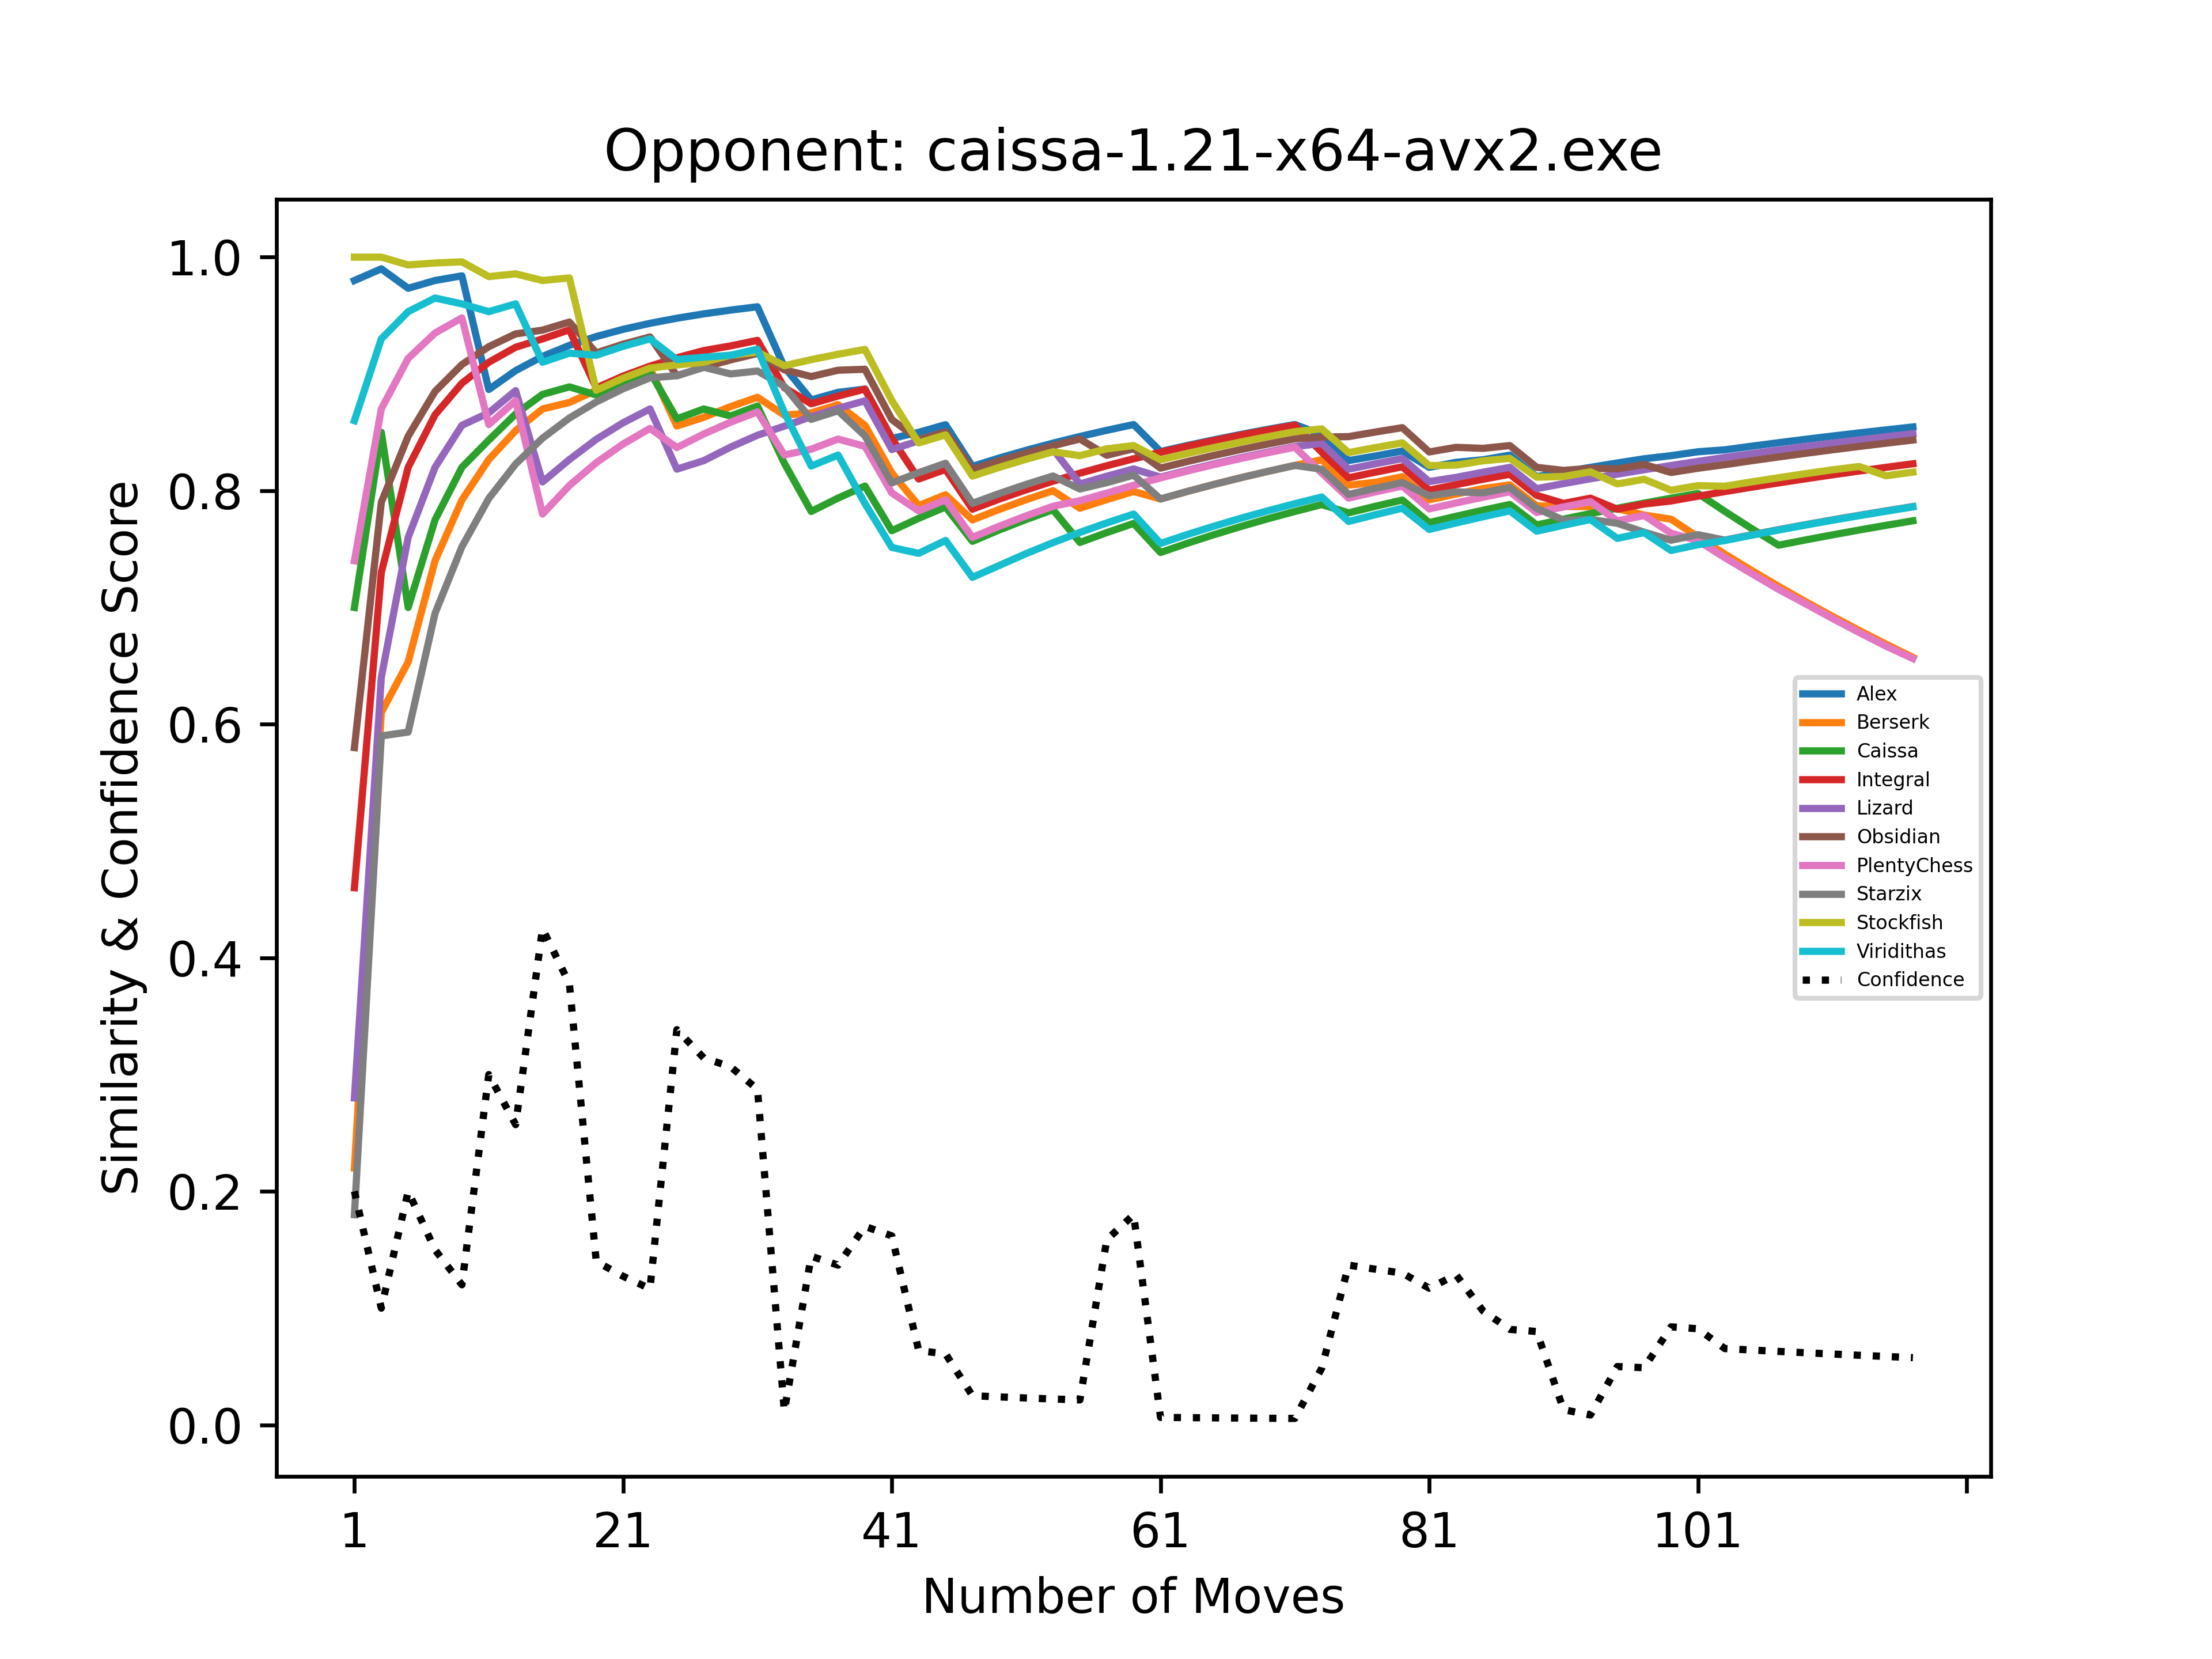 Opponent: caissa-1.21-x64-avx2.exe
Similarity & Confidence Score
1.0
0.8
0.6
0.4
0.2
0.0
Alex
Berserk
Caissa
Integral
Lizard
Obsidian
PlentyChess
Starzix
Stockfish
Viridithas
Confidence
1 21 41 61 81 101
Number of Moves